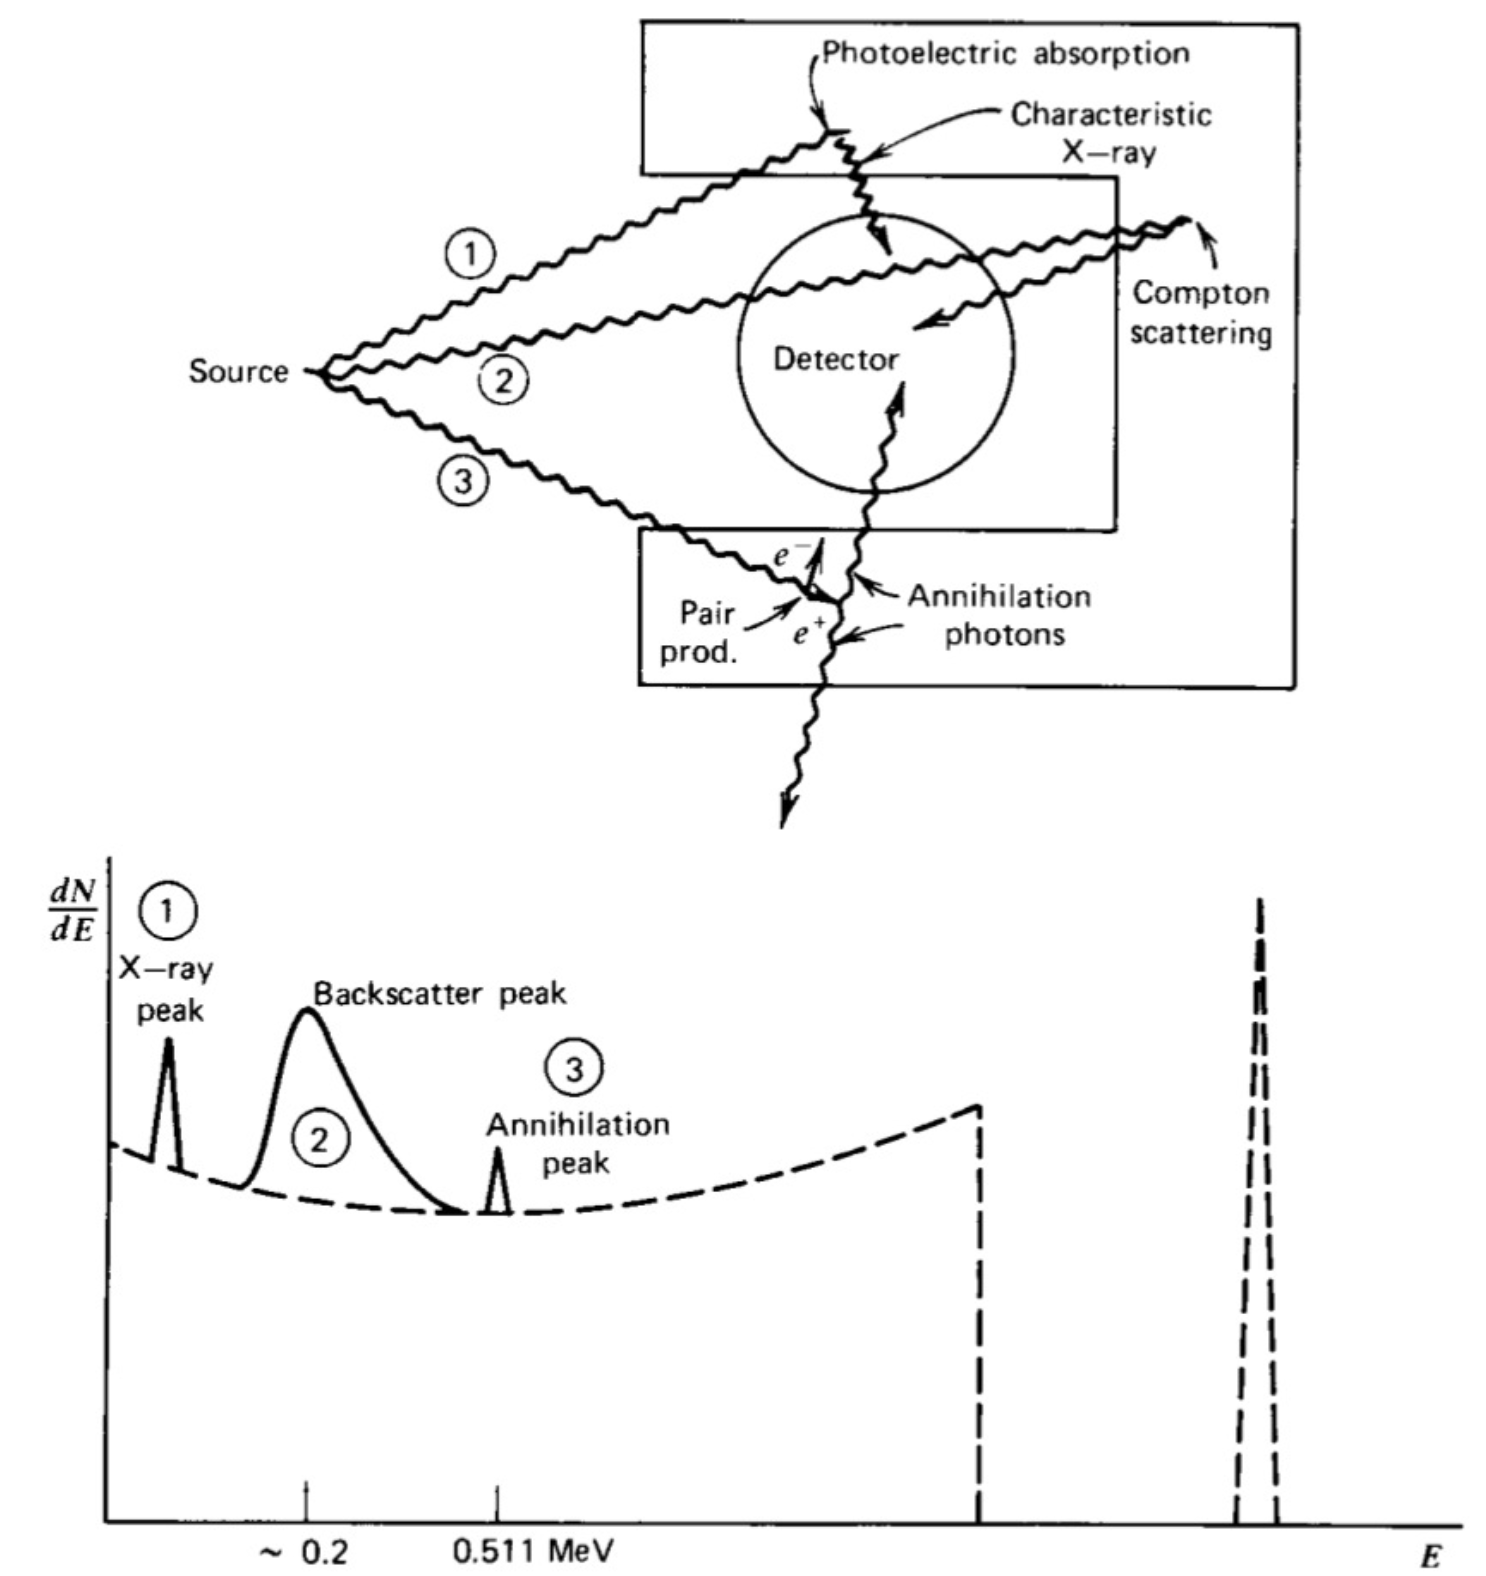 Photoelectric absorption
Characteristic
X—ray
1
Compton
scattering
Source
2
Detector
3
e⁻
Pair
prod.
e⁺
Annihilation
photons
dN
dE
1
X—ray
peak
Backscatter peak
2
3
Annihilation
peak
~ 0.2
0.511 MeV
E